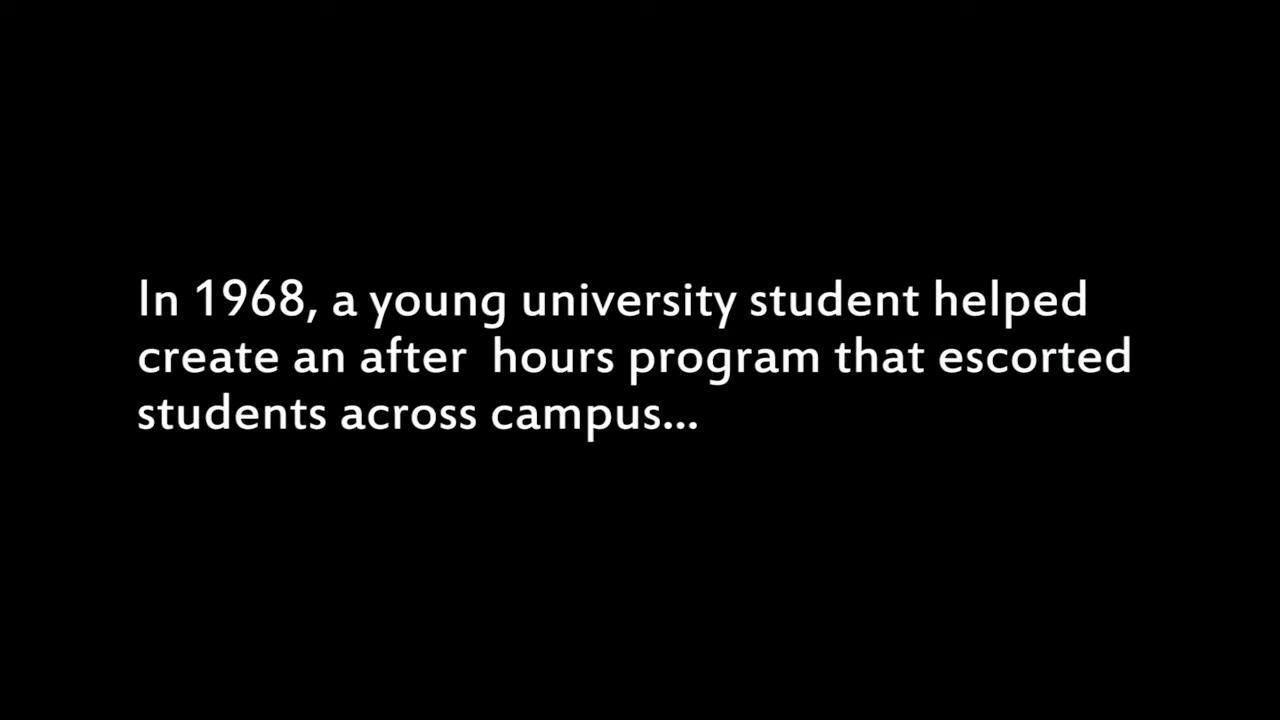 In 1968, a young university student helped
create an after  hours program that escorted
students across campus...